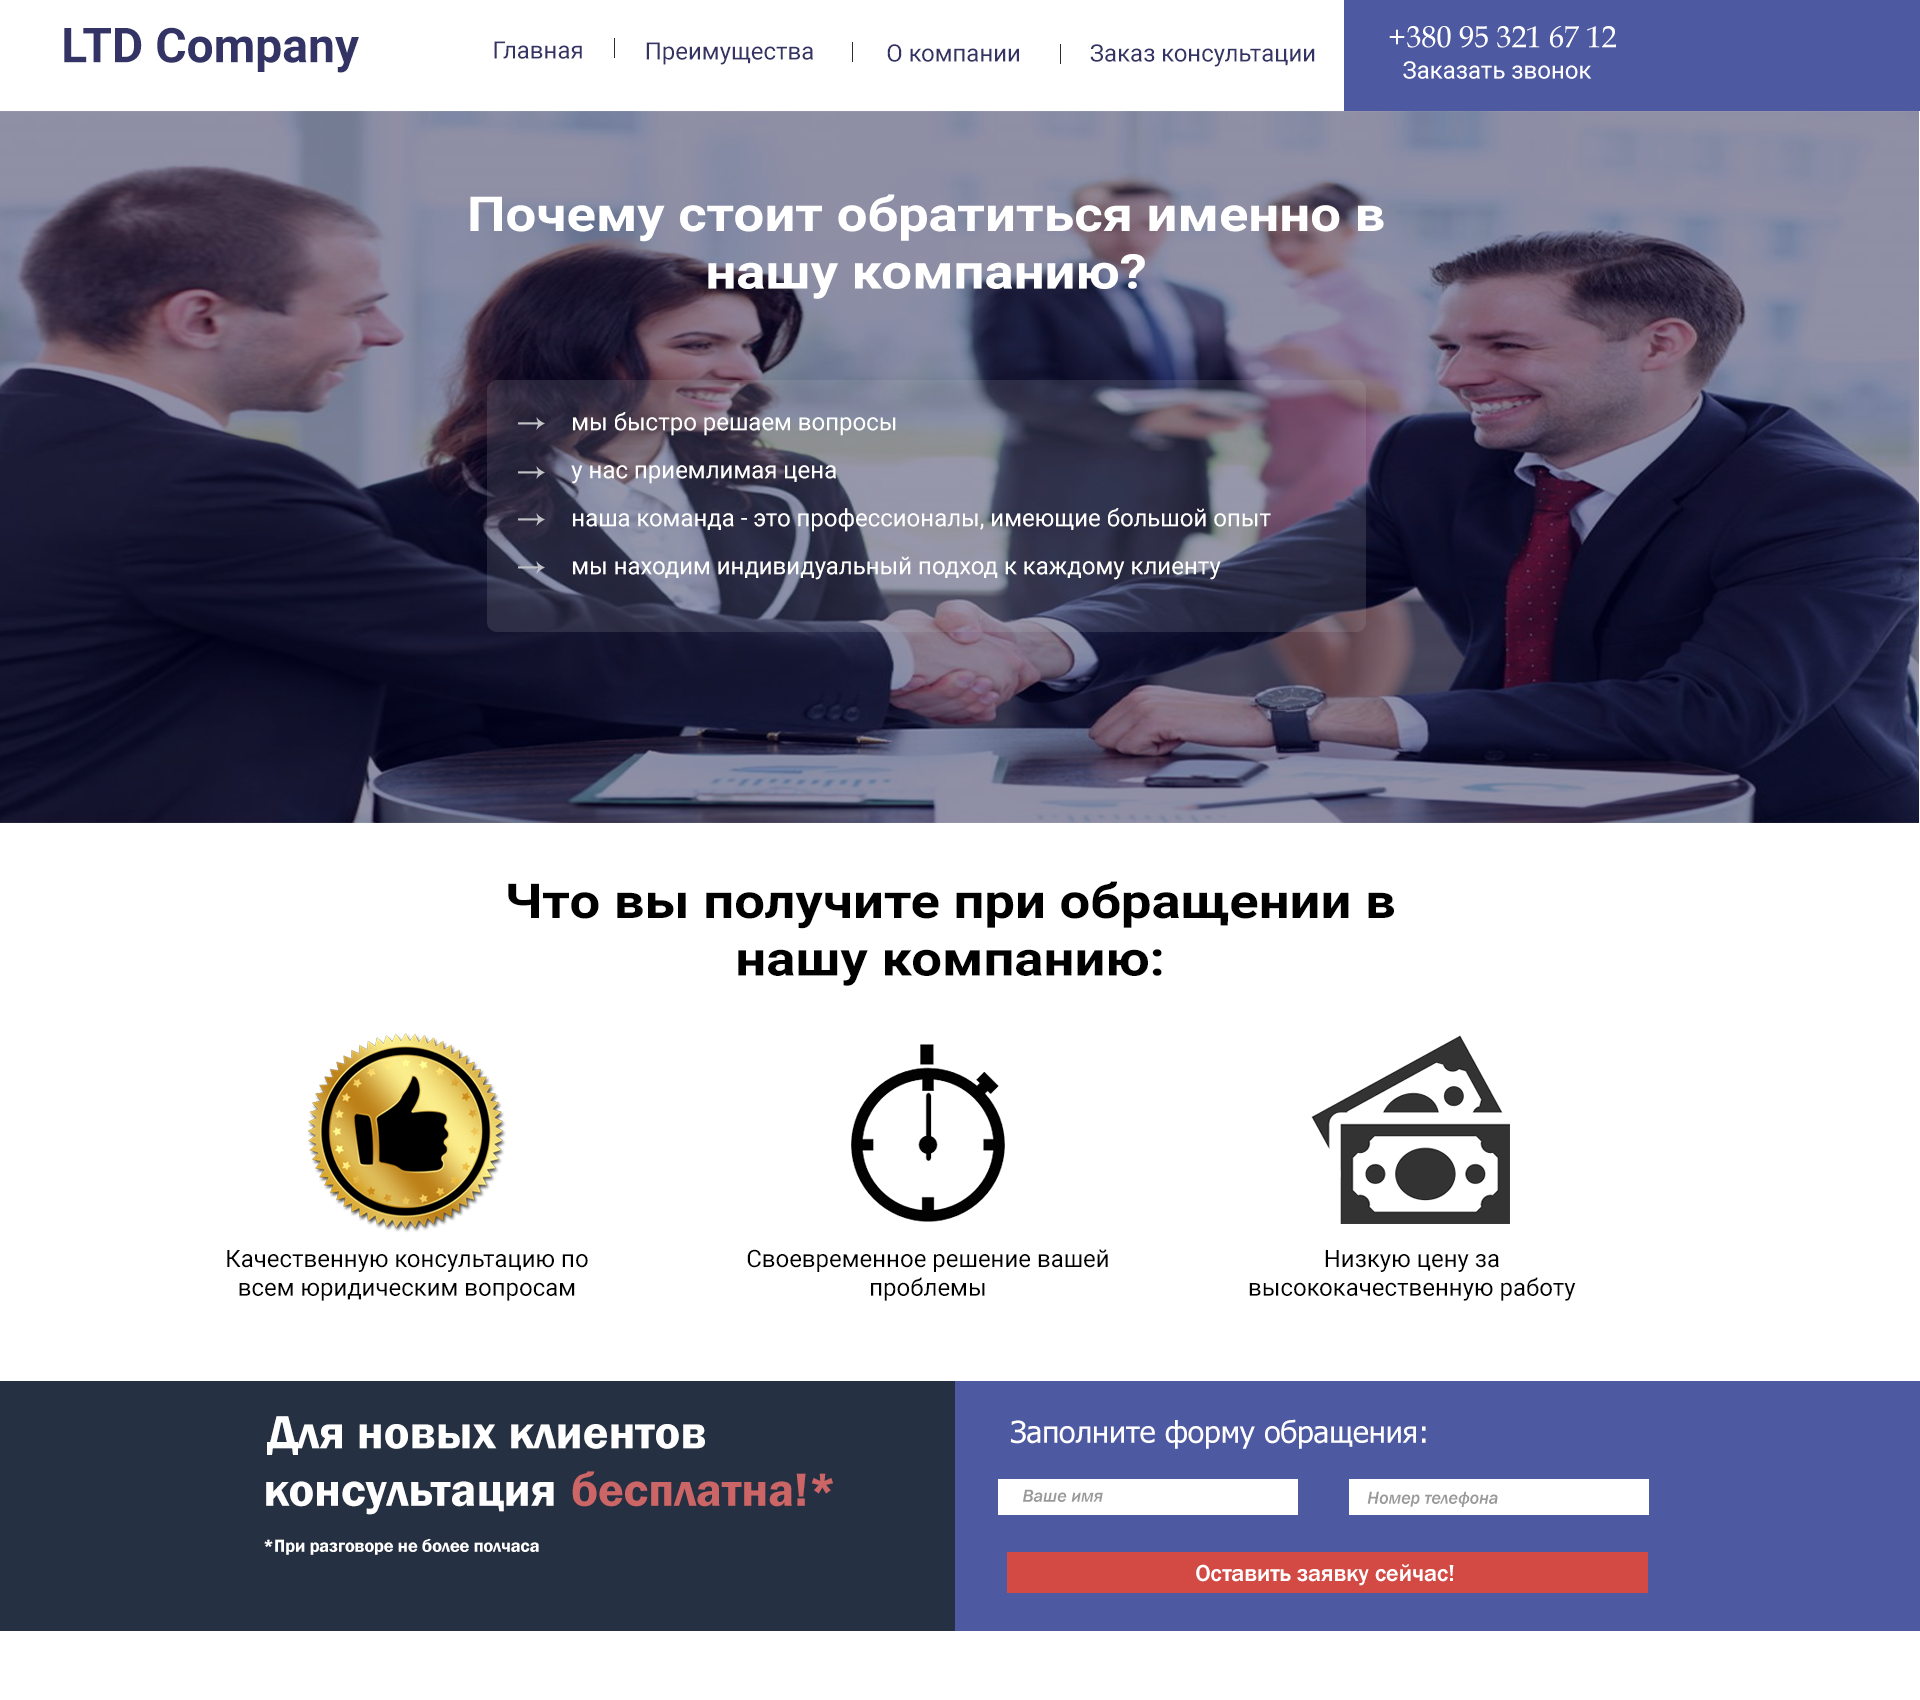 LTD Company
Главная
Преимущества
О компании
Заказ консультации
+380 95 321 67 12
Заказать звонок
Почему стоит обратиться именно в
нашу компанию?
мы быстро решаем вопросы
у нас приемлимая цена
наша команда - это профессионалы, имеющие большой опыт
мы находим индивидуальный подход к каждому клиенту
Что вы получите при обращении в
нашу компанию:
Качественную консультацию по
всем юридическим вопросам
Своевременное решение вашей
проблемы
Низкую цену за
высококачественную работу
Для новых клиентов
консультация бесплатна!*
*При разговоре не более полчаса
Заполните форму обращения:
Ваше имя
Номер телефона
Оставить заявку сейчас!